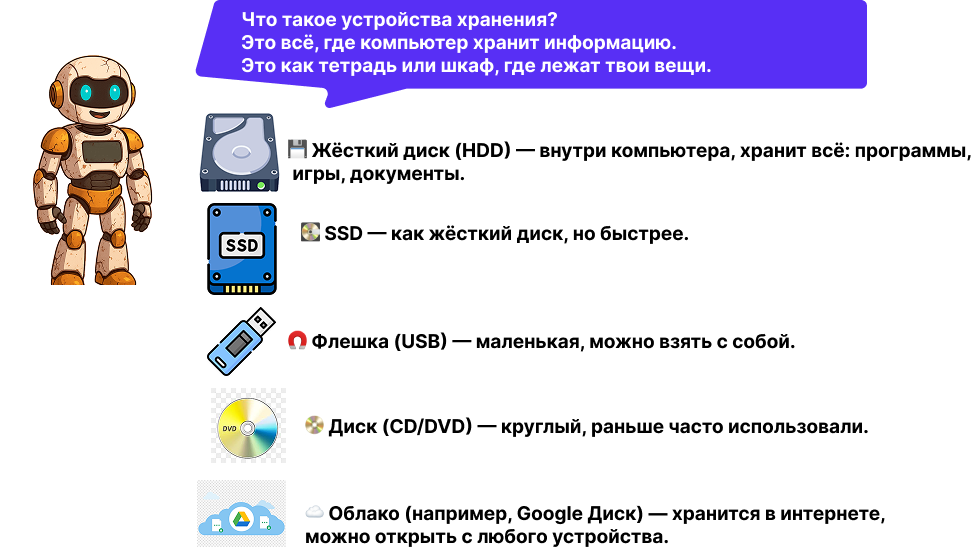 Что такое устройства хранения?
Это всё, где компьютер хранит информацию.
Это как тетрадь или шкаф, где лежат твои вещи.
💾 Жёсткий диск (HDD) — внутри компьютера, хранит всё: программы,
игры, документы.
SSD
💽 SSD — как жёсткий диск, но быстрее.
🧲 Флешка (USB) — маленькая, можно взять с собой.
DVD
📀 Диск (CD/DVD) — круглый, раньше часто использовали.
☁️ Облако (например, Google Диск) — хранится в интернете,
можно открыть с любого устройства.